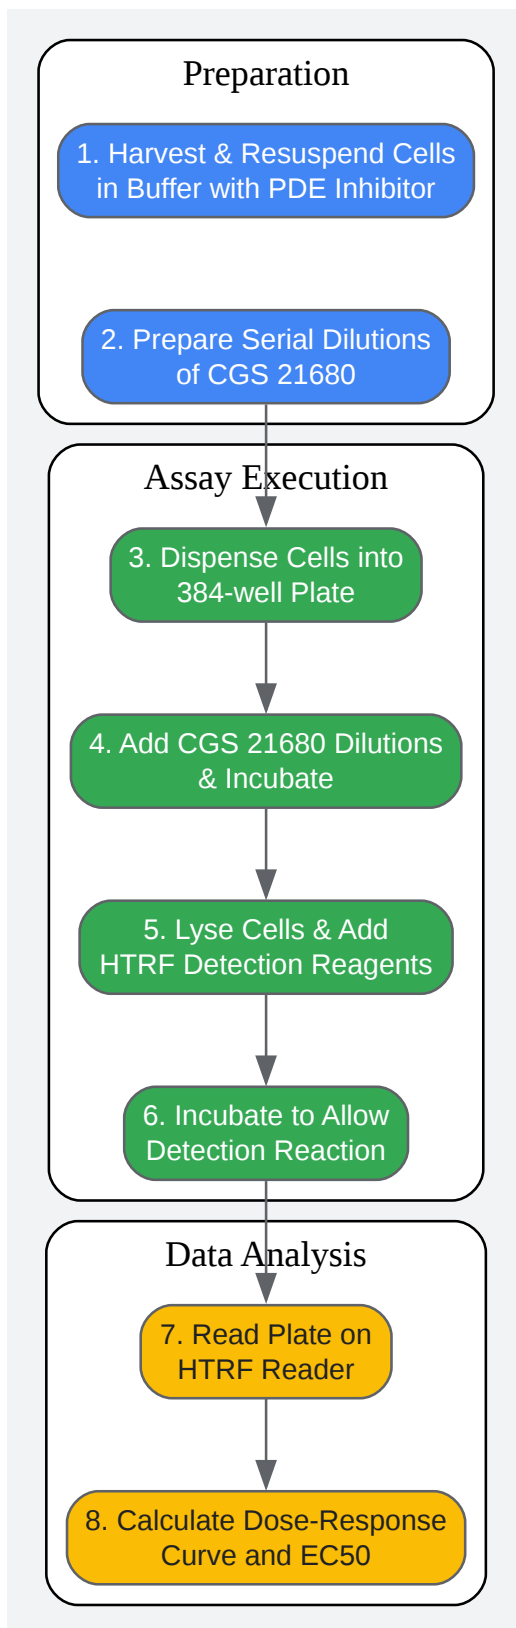 Preparation
1. Harvest & Resuspend Cells
in Buffer with PDE Inhibitor
2. Prepare Serial Dilutions
of CGS 21680
Assay Execution
3. Dispense Cells into
384-well Plate
4. Add CGS 21680 Dilutions
& Incubate
5. Lyse Cells & Add
HTRF Detection Reagents
6. Incubate to Allow
Detection Reaction
Data Analysis
7. Read Plate on
HTRF Reader
8. Calculate Dose-Response
Curve and EC50